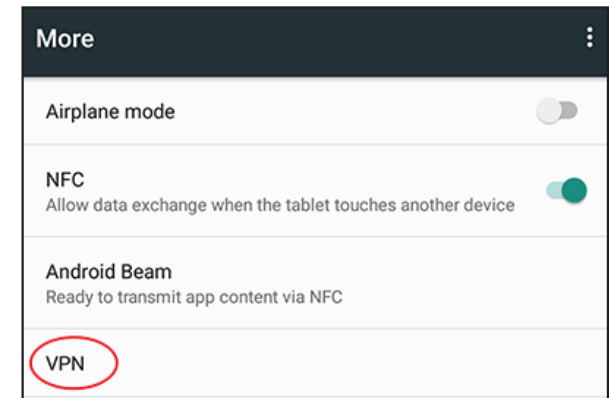 More
Airplane mode
NFC
Allow data exchange when the tablet touches another device
Android Beam
Ready to transmit app content via NFC
VPN